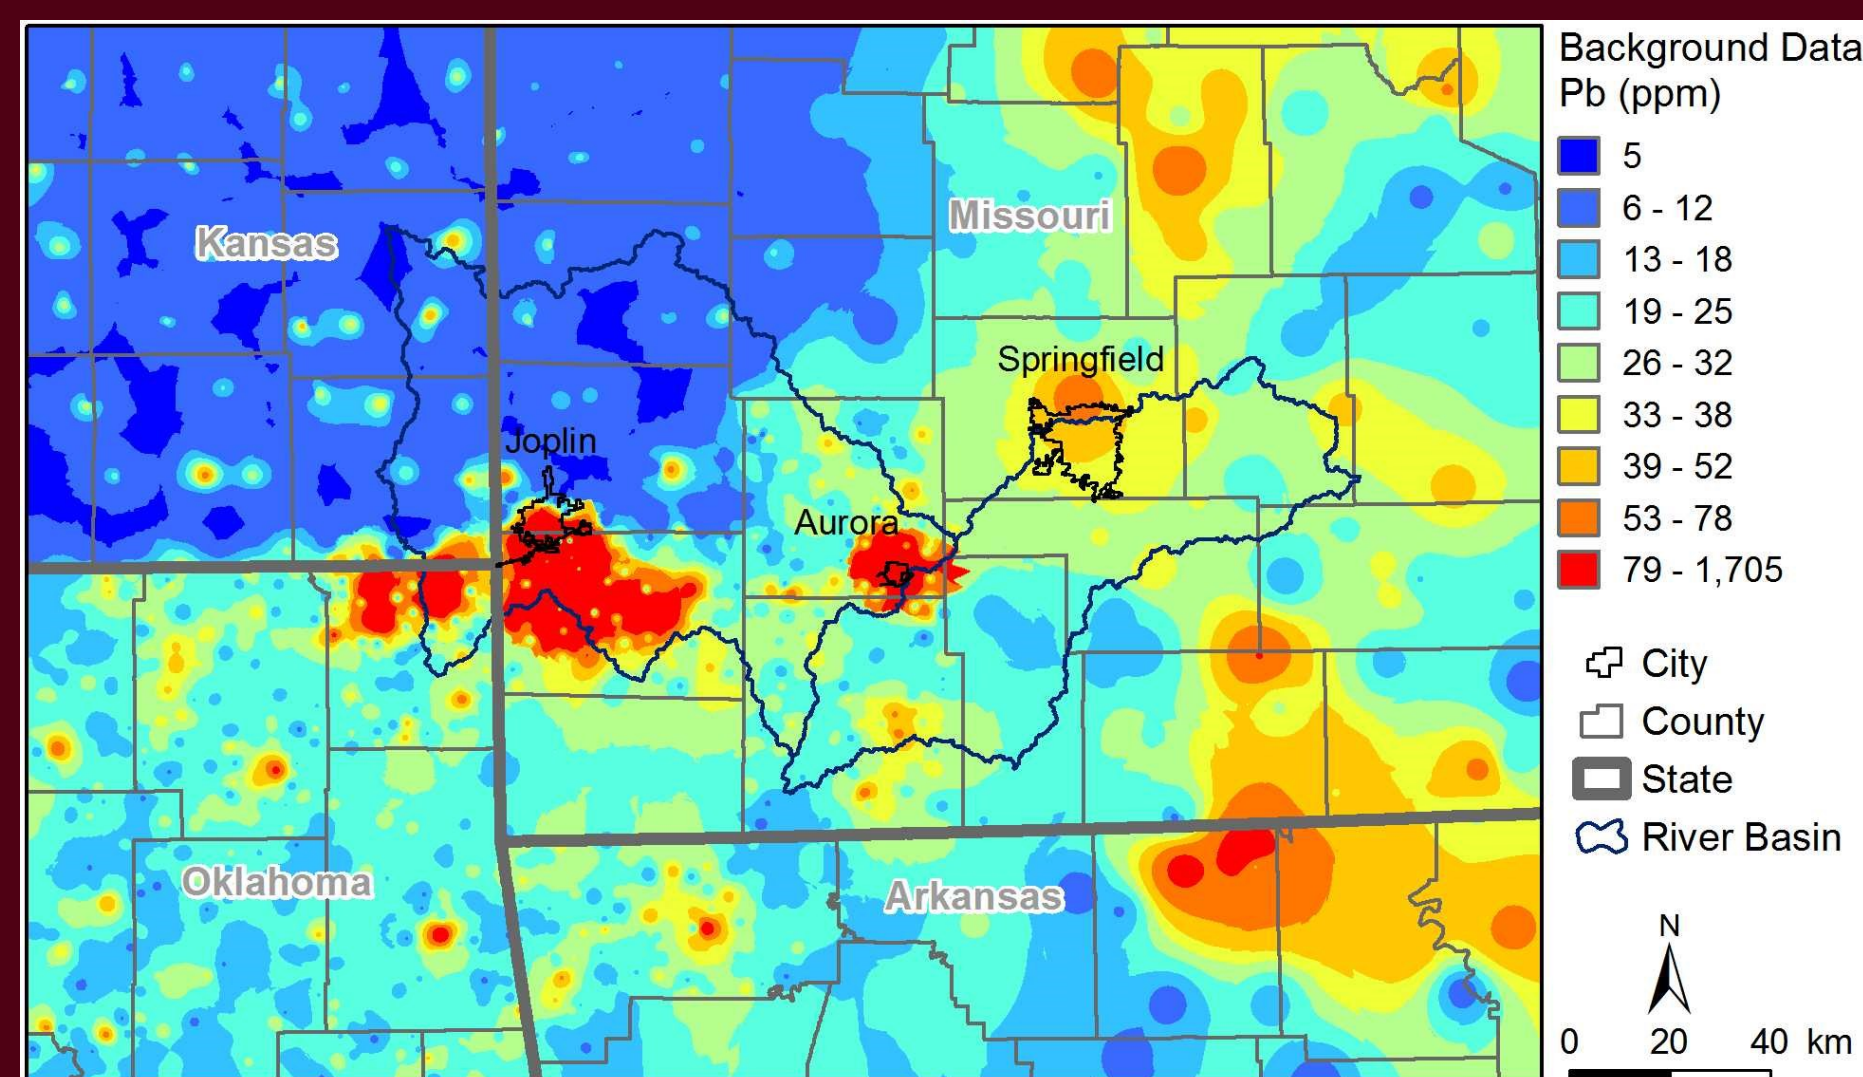 Background Data
Pb (ppm)
5
6 - 12
13 - 18
19 - 25
26 - 32
33 - 38
39 - 52
53 - 78
79 - 1,705
City
County
State
River Basin
N
0 20 40 km
Missouri
Kansas
Springfield
Joplin
Aurora
Oklahoma
Arkansas